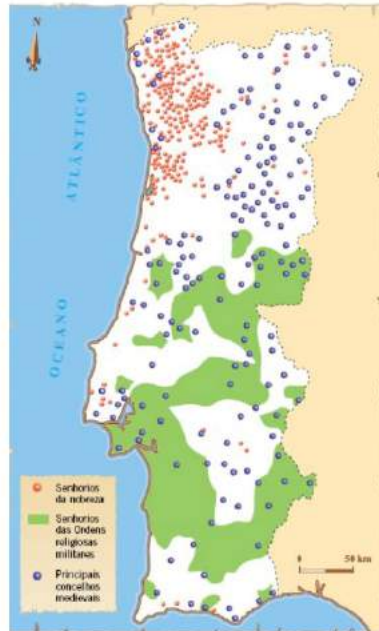 N
ATLÂNTICO
OCEANO
Senhorios
da nobreza
Senhorios
das Ordens
religiosas
militares
Principais
concelhos
medievais
0 50 km